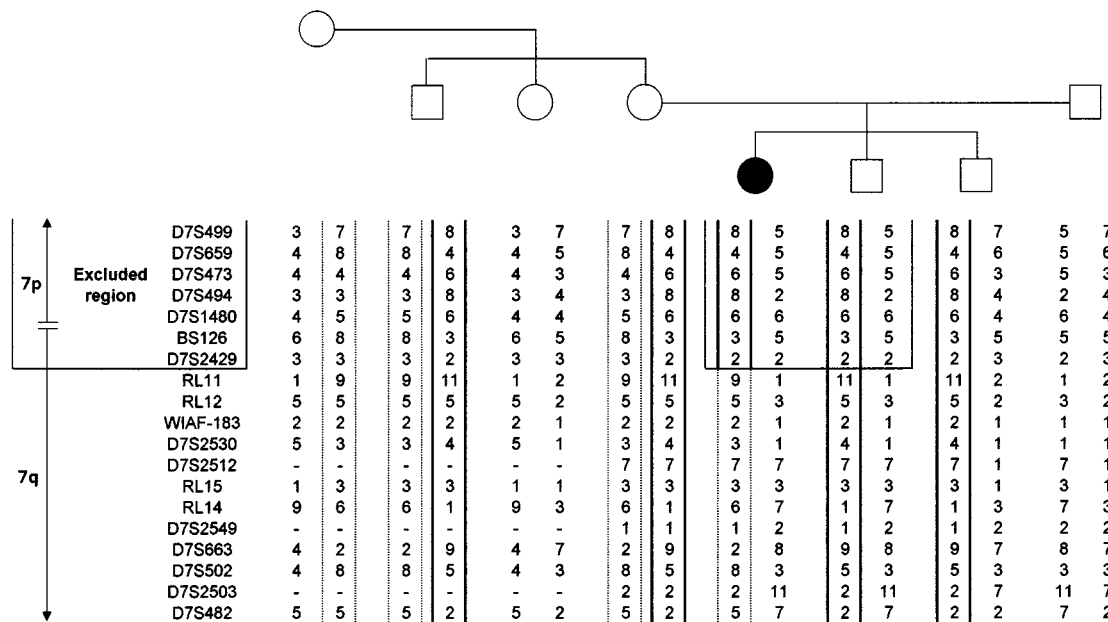 D7S499 3 7 7 8 3 7 7 8 8 5 8 5 8 7 5 7
D7S659 4 8 8 4 4 5 8 4 4 5 4 5 4 6 5 6
7p Excluded region D7S473 4 4 4 6 4 3 4 6 6 5 6 5 6 3 5 3
D7S494 3 3 3 8 3 4 3 8 8 2 8 2 8 4 2 4
D7S1480 4 5 5 6 4 4 5 6 6 6 6 6 6 4 6 4
BS126 6 8 8 3 6 5 8 3 3 5 3 5 3 5 5 5
D7S2429 3 3 3 2 3 3 3 2 2 2 2 2 2 3 2 3
RL11 1 9 9 11 1 2 9 11 9 1 11 1 11 2 1 2
RL12 5 5 5 5 5 2 5 5 5 3 5 3 5 2 3 2
WIAF-183 2 2 2 2 2 1 2 2 2 1 2 1 2 1 1 1
D7S2530 5 3 3 4 5 1 3 4 3 1 4 1 4 1 1 1
7q D7S2512 - - - - - - 7 7 7 7 7 7 7 1 7 1
RL15 1 3 3 3 1 1 3 3 3 3 3 3 3 1 3 1
RL14 9 6 6 1 9 3 6 1 6 7 1 7 1 3 7 3
D7S2549 - - - - - - 1 1 1 2 1 2 1 2 2 2
D7S663 4 2 2 9 4 7 2 9 2 8 9 8 9 7 8 7
D7S502 4 8 8 5 4 3 8 5 8 3 5 3 5 3 3 3
D7S2503 - - - - - - 2 2 2 11 2 11 2 7 11 7
D7S482 5 5 5 2 5 2 5 2 5 7 2 7 2 2 7 2